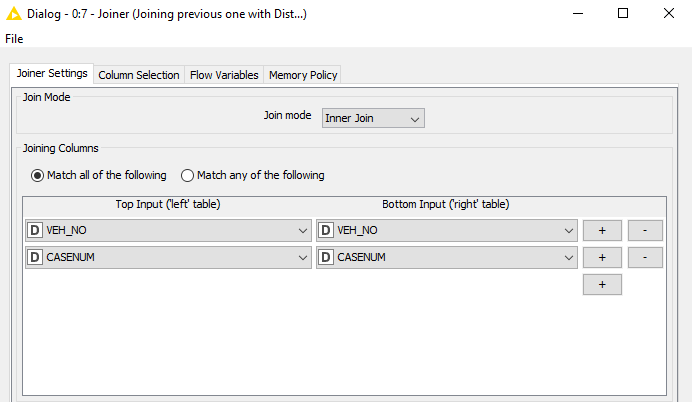 Dialog - 0:7 - Joiner (Joining previous one with Dist...)
File
Joiner Settings Column Selection Flow Variables Memory Policy
Join Mode
Join mode Inner Join
Joining Columns
Match all of the following Match any of the following
Top Input ('left' table) Bottom Input ('right' table)
D VEH_NO D VEH_NO + -
D CASENUM D CASENUM + -
+